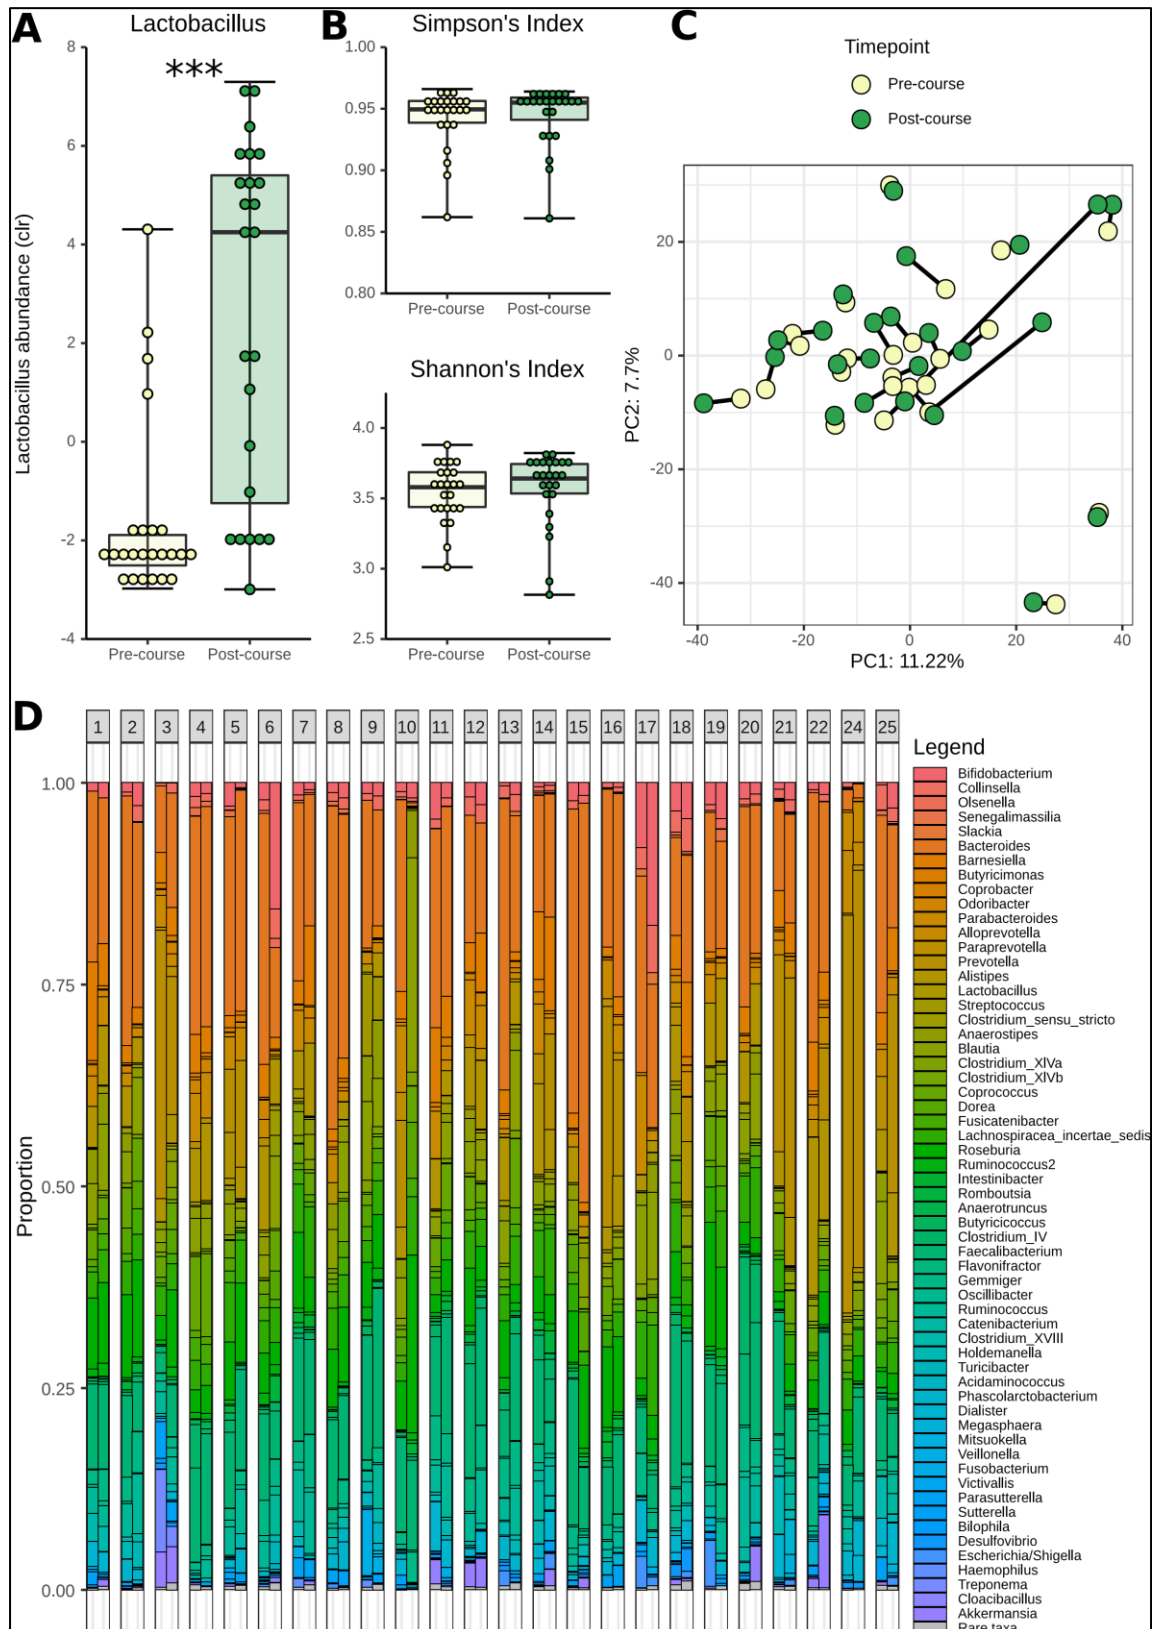 A
Lactobacillus
***
Lactobacillus abundance (clr)
8
6
4
2
0
-2
-4
Pre-course
Post-course
B
Simpson's Index
1.00
0.95
0.90
0.85
0.80
Pre-course
Post-course
Shannon's Index
4.0
3.5
3.0
2.5
Pre-course
Post-course
C
Timepoint
Pre-course
Post-course
PC2: 7.7%
20
0
-20
-40
-40
-20
0
20
40
PC1: 11.22%
D
1 2 3 4 5 6 7 8 9 10 11 12 13 14 15 16 17 18 19 20 21 22 24 25
Proportion
1.00
0.75
0.50
0.25
0.00
Legend
Bifidobacterium
Collinsella
Olsenella
Senegalimassilia
Slackia
Bacteroides
Barnesiella
Butyricimonas
Coprobacter
Odoribacter
Parabacteroides
Alloprevotella
Paraprevotella
Prevotella
Alistipes
Lactobacillus
Streptococcus
Clostridium_sensu_stricto
Anaerostipes
Blautia
Clostridium_XlVa
Clostridium_XlVb
Coprococcus
Dorea
Fusicatenibacter
Lachnospiracea_incertae_sedis
Roseburia
Ruminococcus2
Intestinibacter
Romboutsia
Anaerotruncus
Butyricicoccus
Clostridium_IV
Faecalibacterium
Flavonifractor
Gemmiger
Oscillibacter
Ruminococcus
Catenibacterium
Clostridium_XVIII
Holdemanella
Turicibacter
Acidaminococcus
Phascolarctobacterium
Dialister
Megasphaera
Mitsuokella
Veillonella
Fusobacterium
Victivallis
Parasutterella
Sutterella
Bilophila
Desulfovibrio
Escherichia/Shigella
Haemophilus
Treponema
Cloacibacillus
Akkermansia
Rare taxa